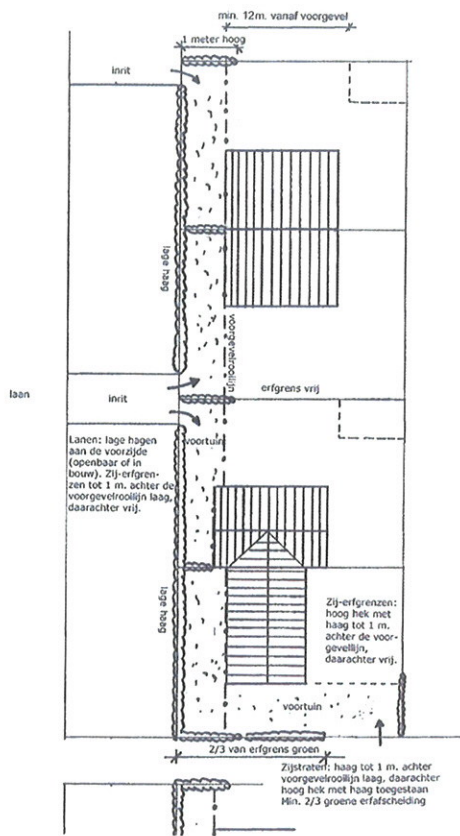 min. 12m. vanaf voorgevel
1 meter hoog
inrit
lage haag
voorgevelrooilijn
laan
inrit
erfgrens vrij
voortuin
Lanen: lage hagen
aan de voorzijde
(openbaar of in
bouw). Zij-erfgren-
zen tot 1 m. achter de
voorgevelrooilijn laag,
daarachter vrij.
lage haag
Zij-erfgrenzen:
hoog hek met
haag tot 1 m.
achter de voor-
gevellijn,
daarachter vrij.
voortuin
2/3 van erfgrens groen
Zijstraten: haag tot 1 m. achter
voorgevelrooilijn laag, daarachter
hoog hek met haag toegestaan
Min. 2/3 groene erfafscheiding